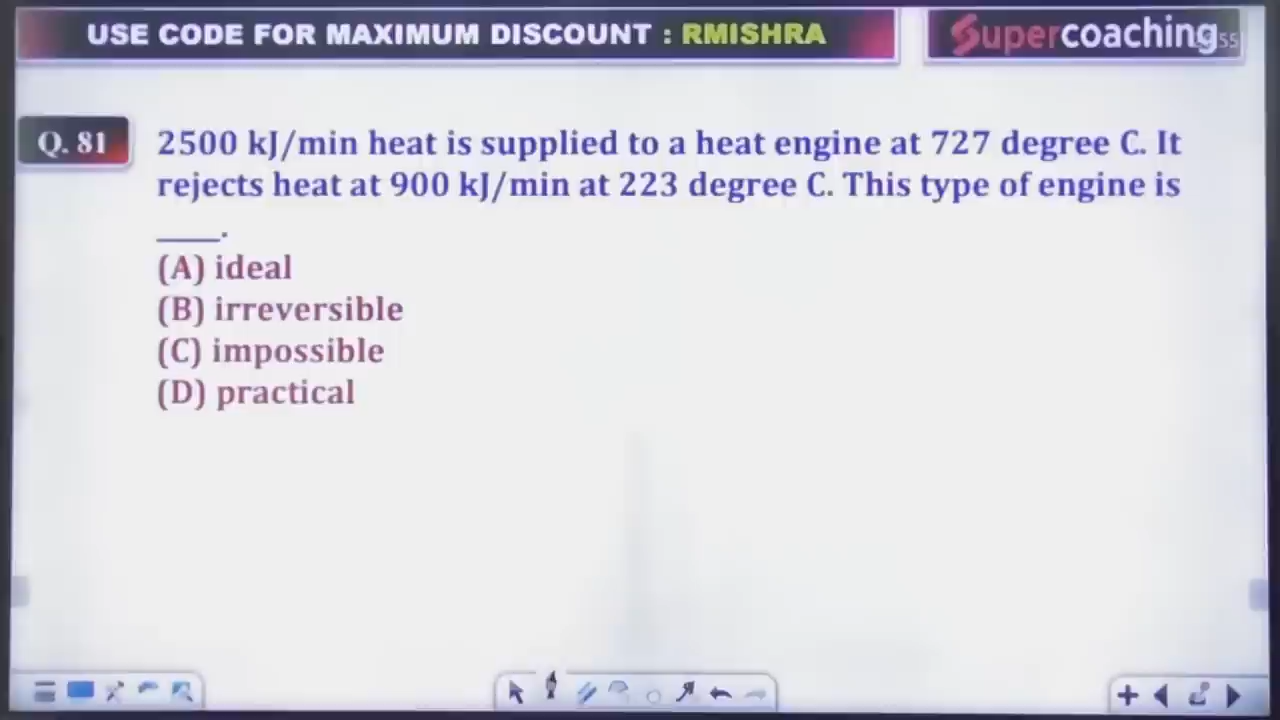 USE CODE FOR MAXIMUM DISCOUNT : RMISHRA
Supercoaching
Q. 81
2500 kJ/min heat is supplied to a heat engine at 727 degree C. It
rejects heat at 900 kJ/min at 223 degree C. This type of engine is
____.
(A) ideal
(B) irreversible
(C) impossible
(D) practical